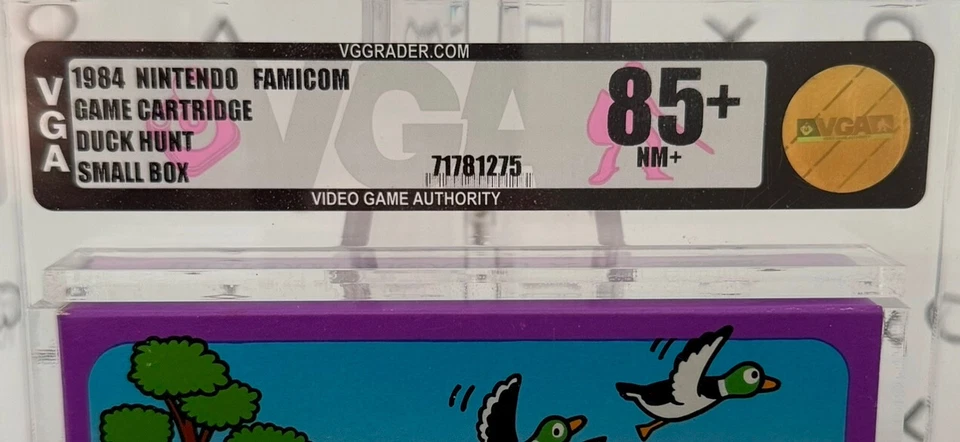 VGGRADER.COM
VGA
1984 NINTENDO FAMICOM
GAME CARTRIDGE
DUCK HUNT
SMALL BOX
VGA
71781275
85+
NM+
VGA
VIDEO GAME AUTHORITY